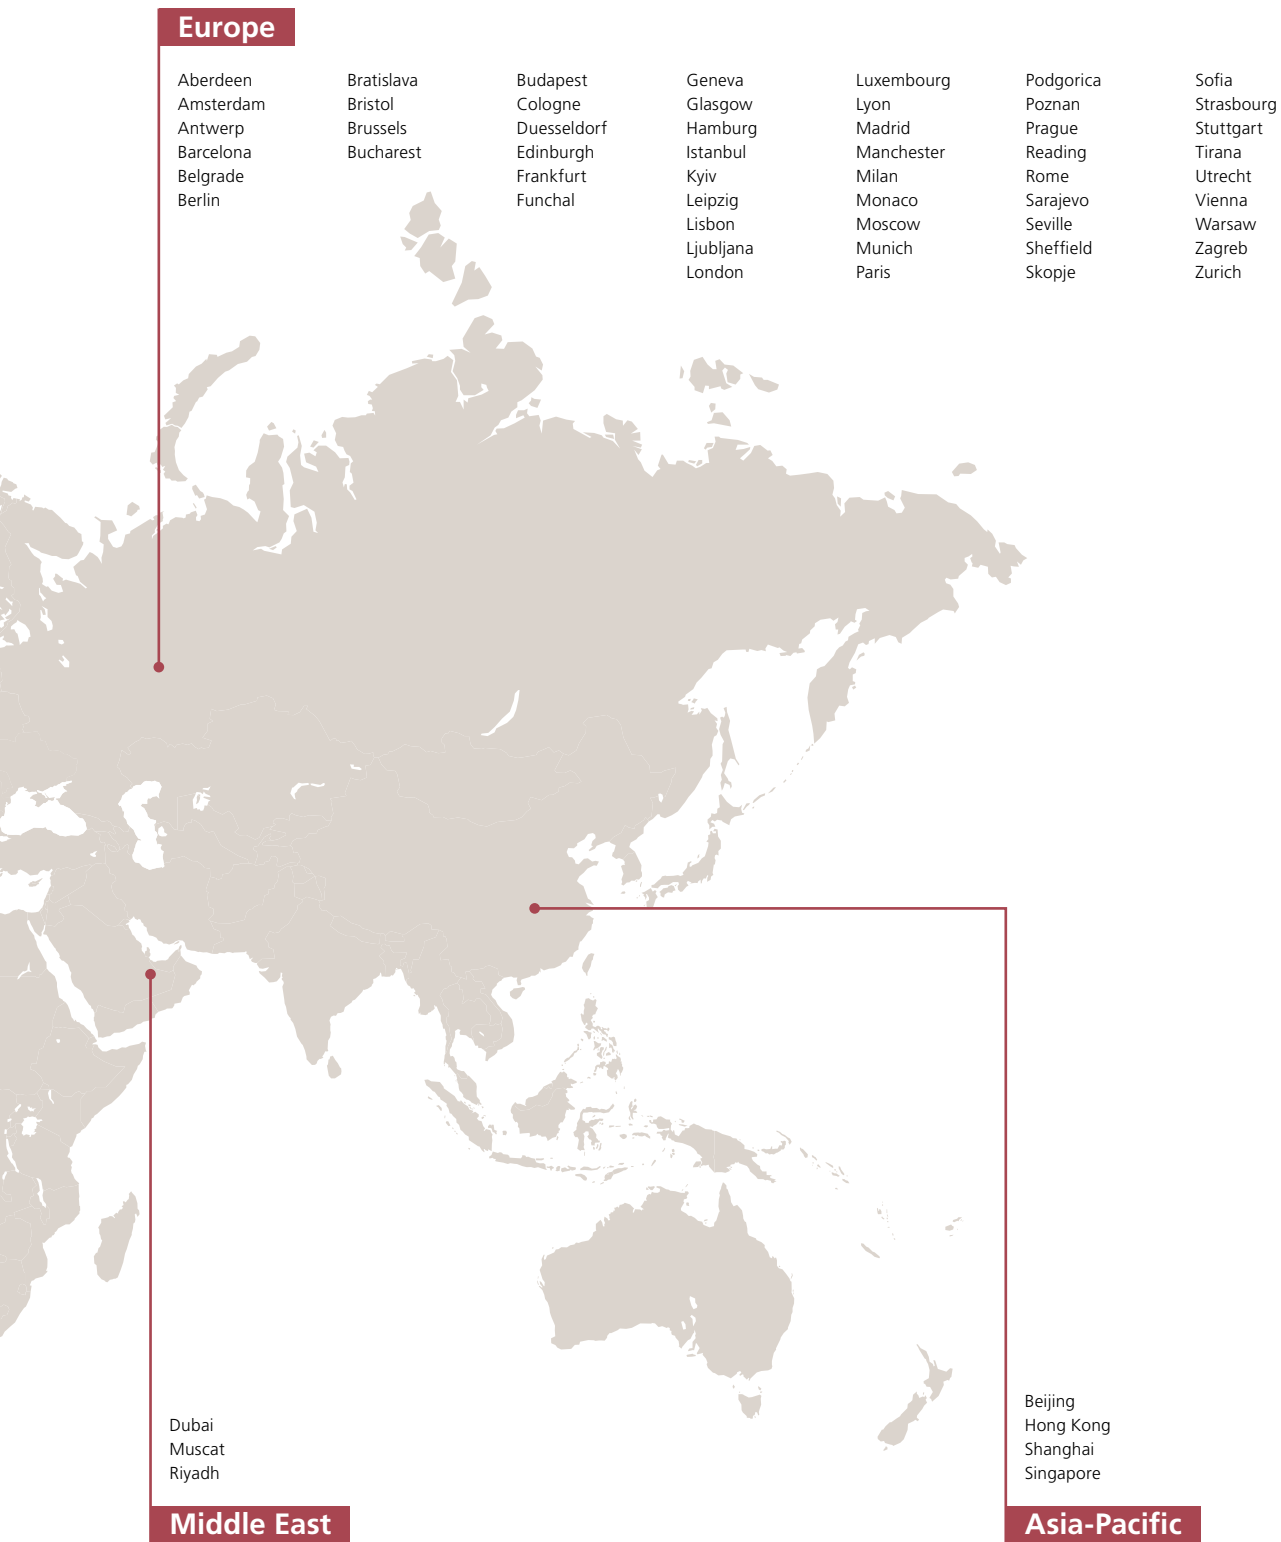 Europe
Aberdeen
Amsterdam
Antwerp
Barcelona
Belgrade
Berlin
Bratislava
Bristol
Brussels
Bucharest
Budapest
Cologne
Duesseldorf
Edinburgh
Frankfurt
Funchal
Geneva
Glasgow
Hamburg
Istanbul
Kyiv
Leipzig
Lisbon
Ljubljana
London
Luxembourg
Lyon
Madrid
Manchester
Milan
Monaco
Moscow
Munich
Paris
Podgorica
Poznan
Prague
Reading
Rome
Sarajevo
Seville
Sheffield
Skopje
Sofia
Strasbourg
Stuttgart
Tirana
Utrecht
Vienna
Warsaw
Zagreb
Zurich
Dubai
Muscat
Riyadh
Middle East
Beijing
Hong Kong
Shanghai
Singapore
Asia-Pacific